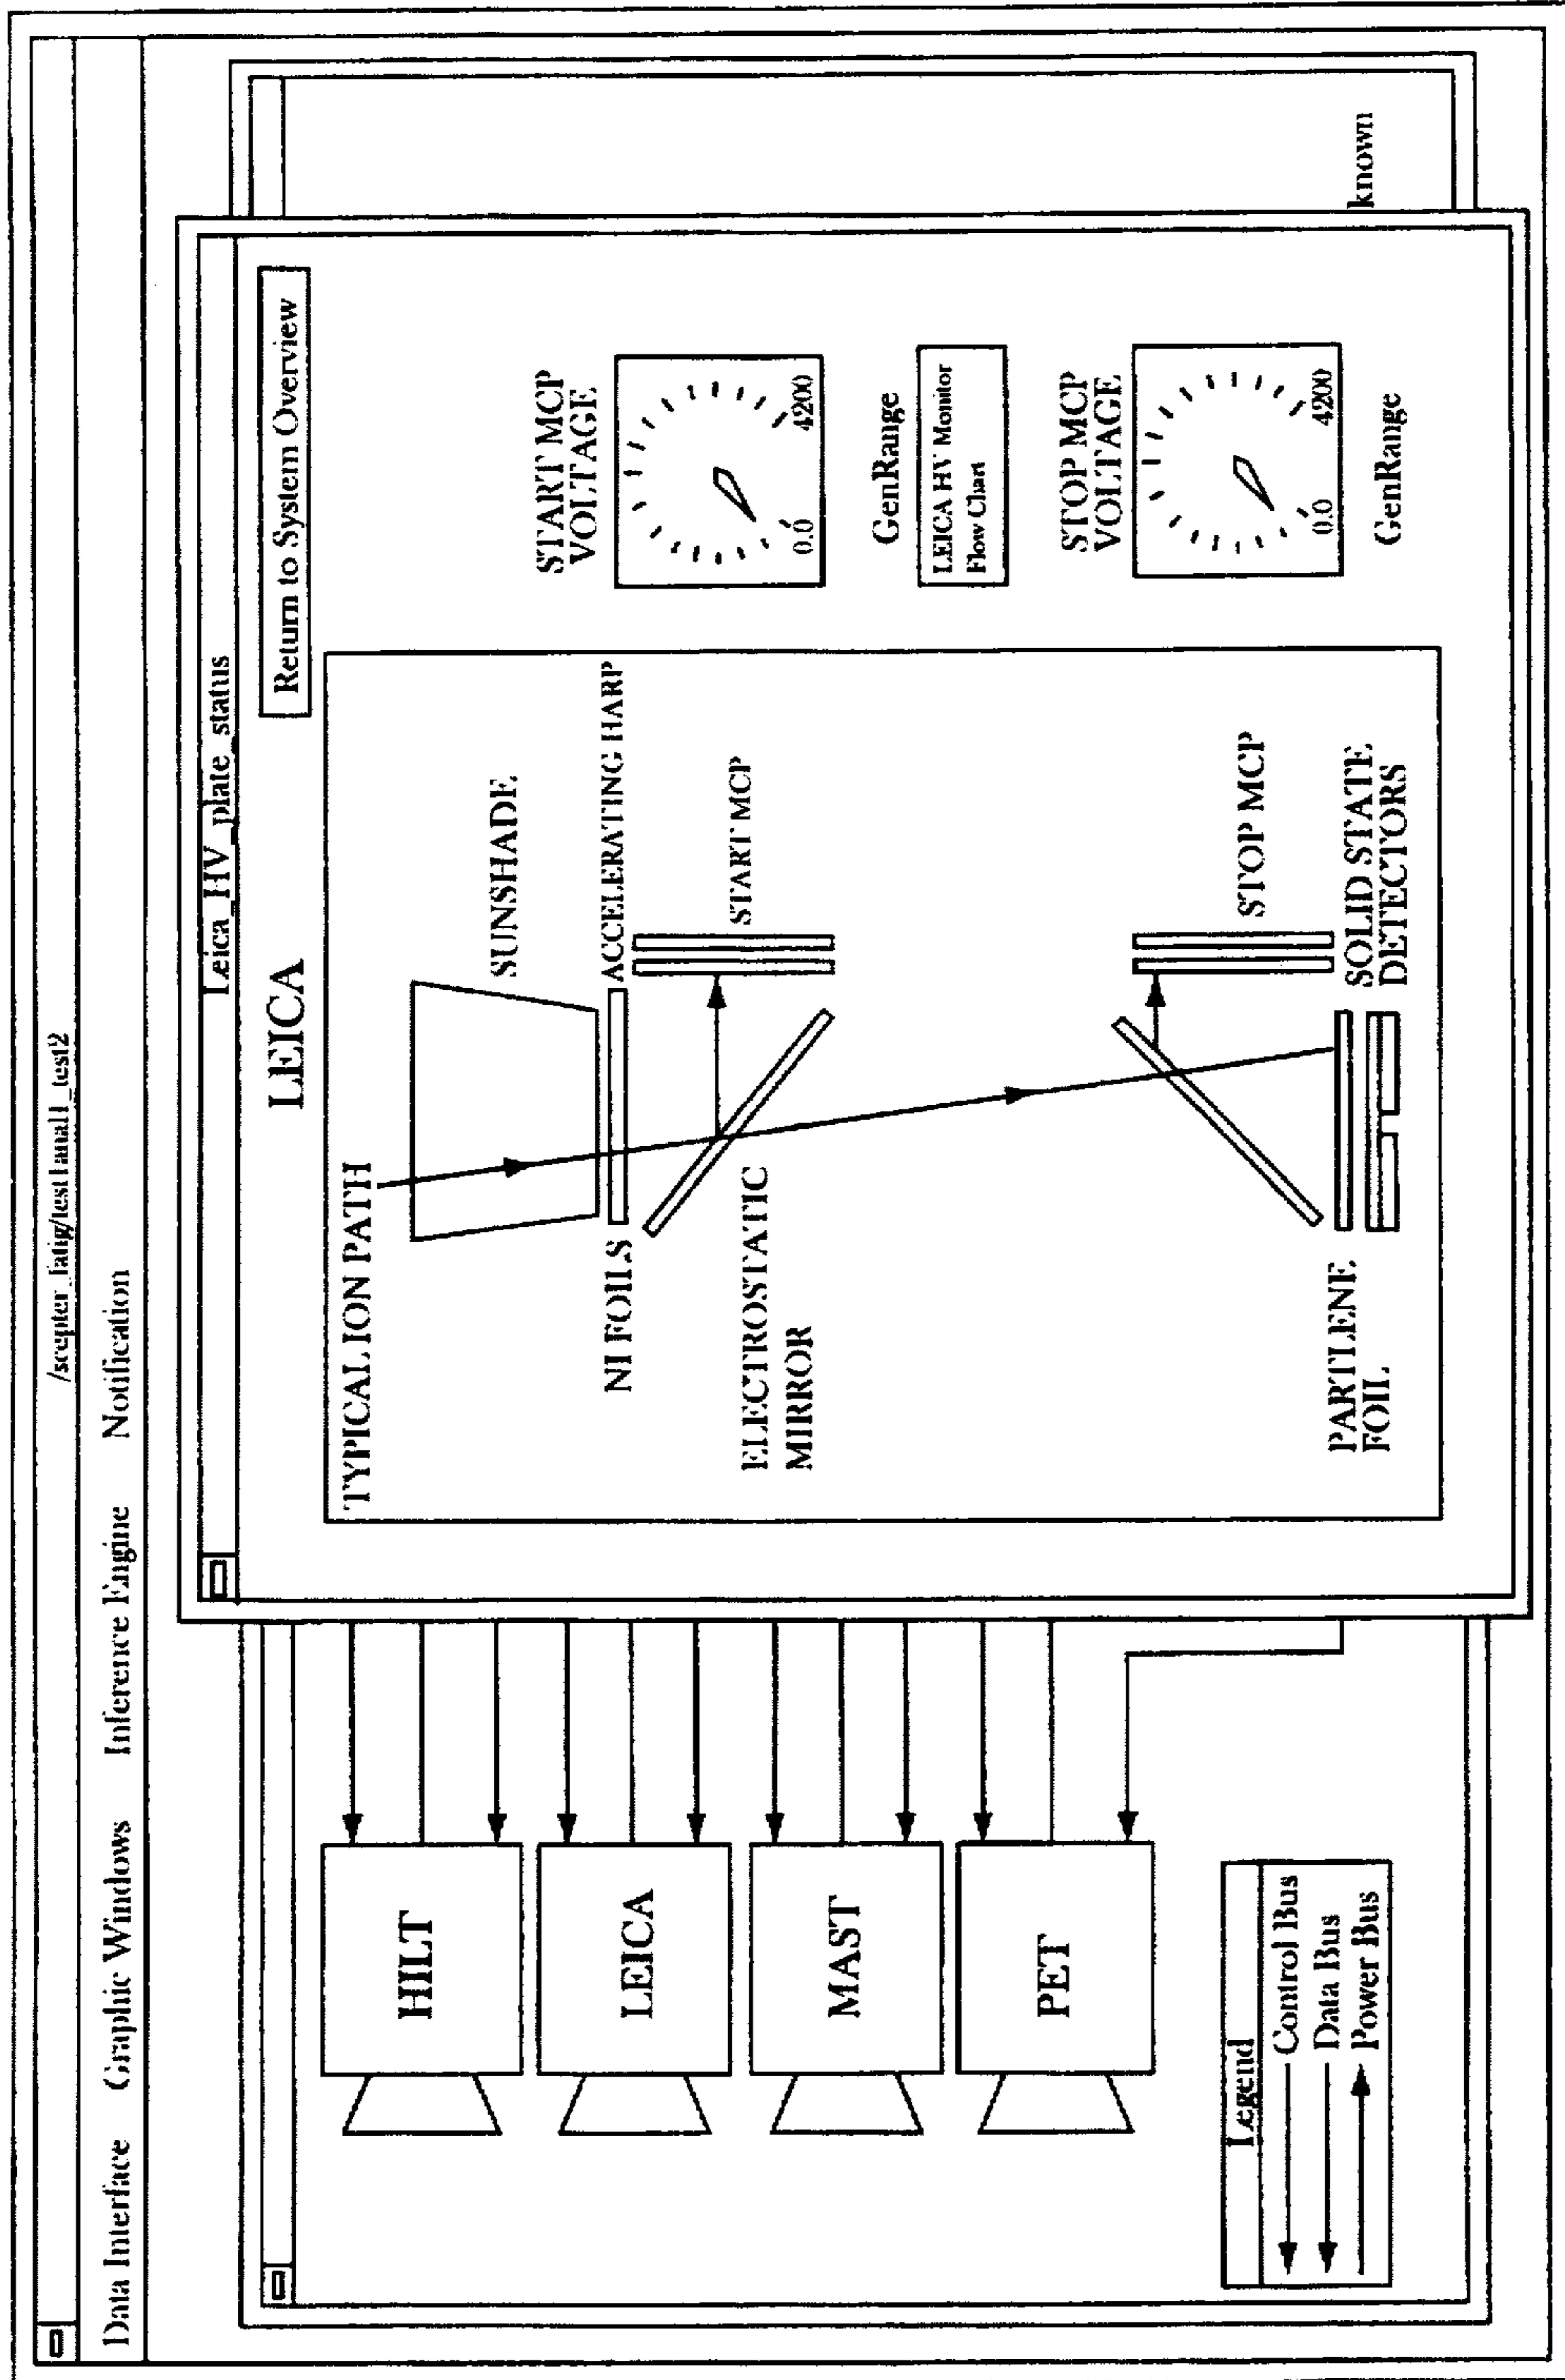 Data Interface Graphic Windows Inference Engine Notification
Leica_HV_plate_status
LEICA
Return to System Overview
TYPICAL ION PATH
SUNSHADE
NI FOILS
ACCELERATING HARP
START MCP
ELECTROSTATIC
MIRROR
STOP MCP
PARTLENE
FOIL
SOLID STATE
DETECTORS
START MCP
VOLTAGE
0.0 4200
GenRange
LEICA HV Monitor
Flow Chart
STOP MCP
VOLTAGE
0.0 4200
GenRange
known
HILT
LEICA
MAST
PET
Legend
Control Bus
Data Bus
Power Bus